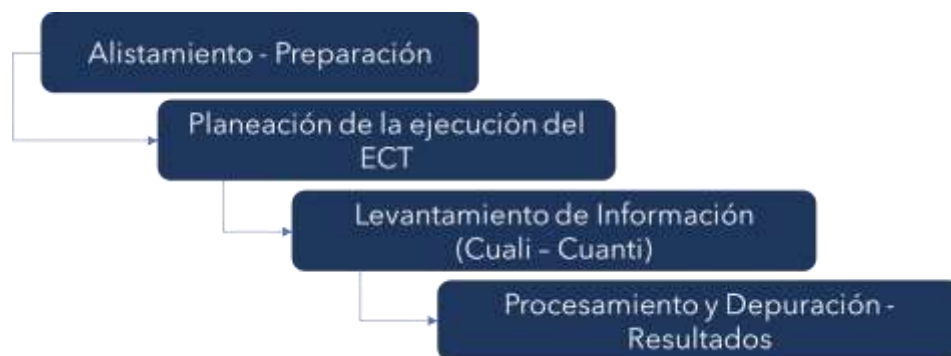 Alistamiento - Preparación
Planeación de la ejecución del
ECT
Levantamiento de Información
(Cuali – Cuanti)
Procesamiento y Depuración -
Resultados